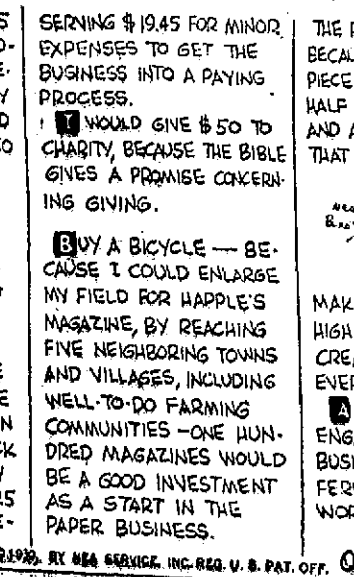 S
D-
E.
Y
D
SO
E
E
N
CK
Y
25
E-
SERVING $19.45 FOR MINOR
EXPENSES TO GET THE
BUSINESS INTO A PAYING
PROCESS.
I WOULD GIVE $50 TO
CHARITY, BECAUSE THE BIBLE
GIVES A PROMISE CONCERN-
ING GIVING.
BUY A BICYCLE — BE-
CAUSE I COULD ENLARGE
MY FIELD FOR HAPPLE'S
MAGAZINE, BY REACHING
FIVE NEIGHBORING TOWNS
AND VILLAGES, INCLUDING
WELL-TO-DO FARMING
COMMUNITIES - ONE HUN-
DRED MAGAZINES WOULD
BE A GOOD INVESTMENT
AS A START IN THE
PAPER BUSINESS.
THE
BECAU
PIECE
HALF
AND A
THAT
MAK
HIGH
CREA
EVER
A
ENG
BUSI
FER
WOR
BY NEA SERVICE, INC. REG. U. S. PAT. OFF.